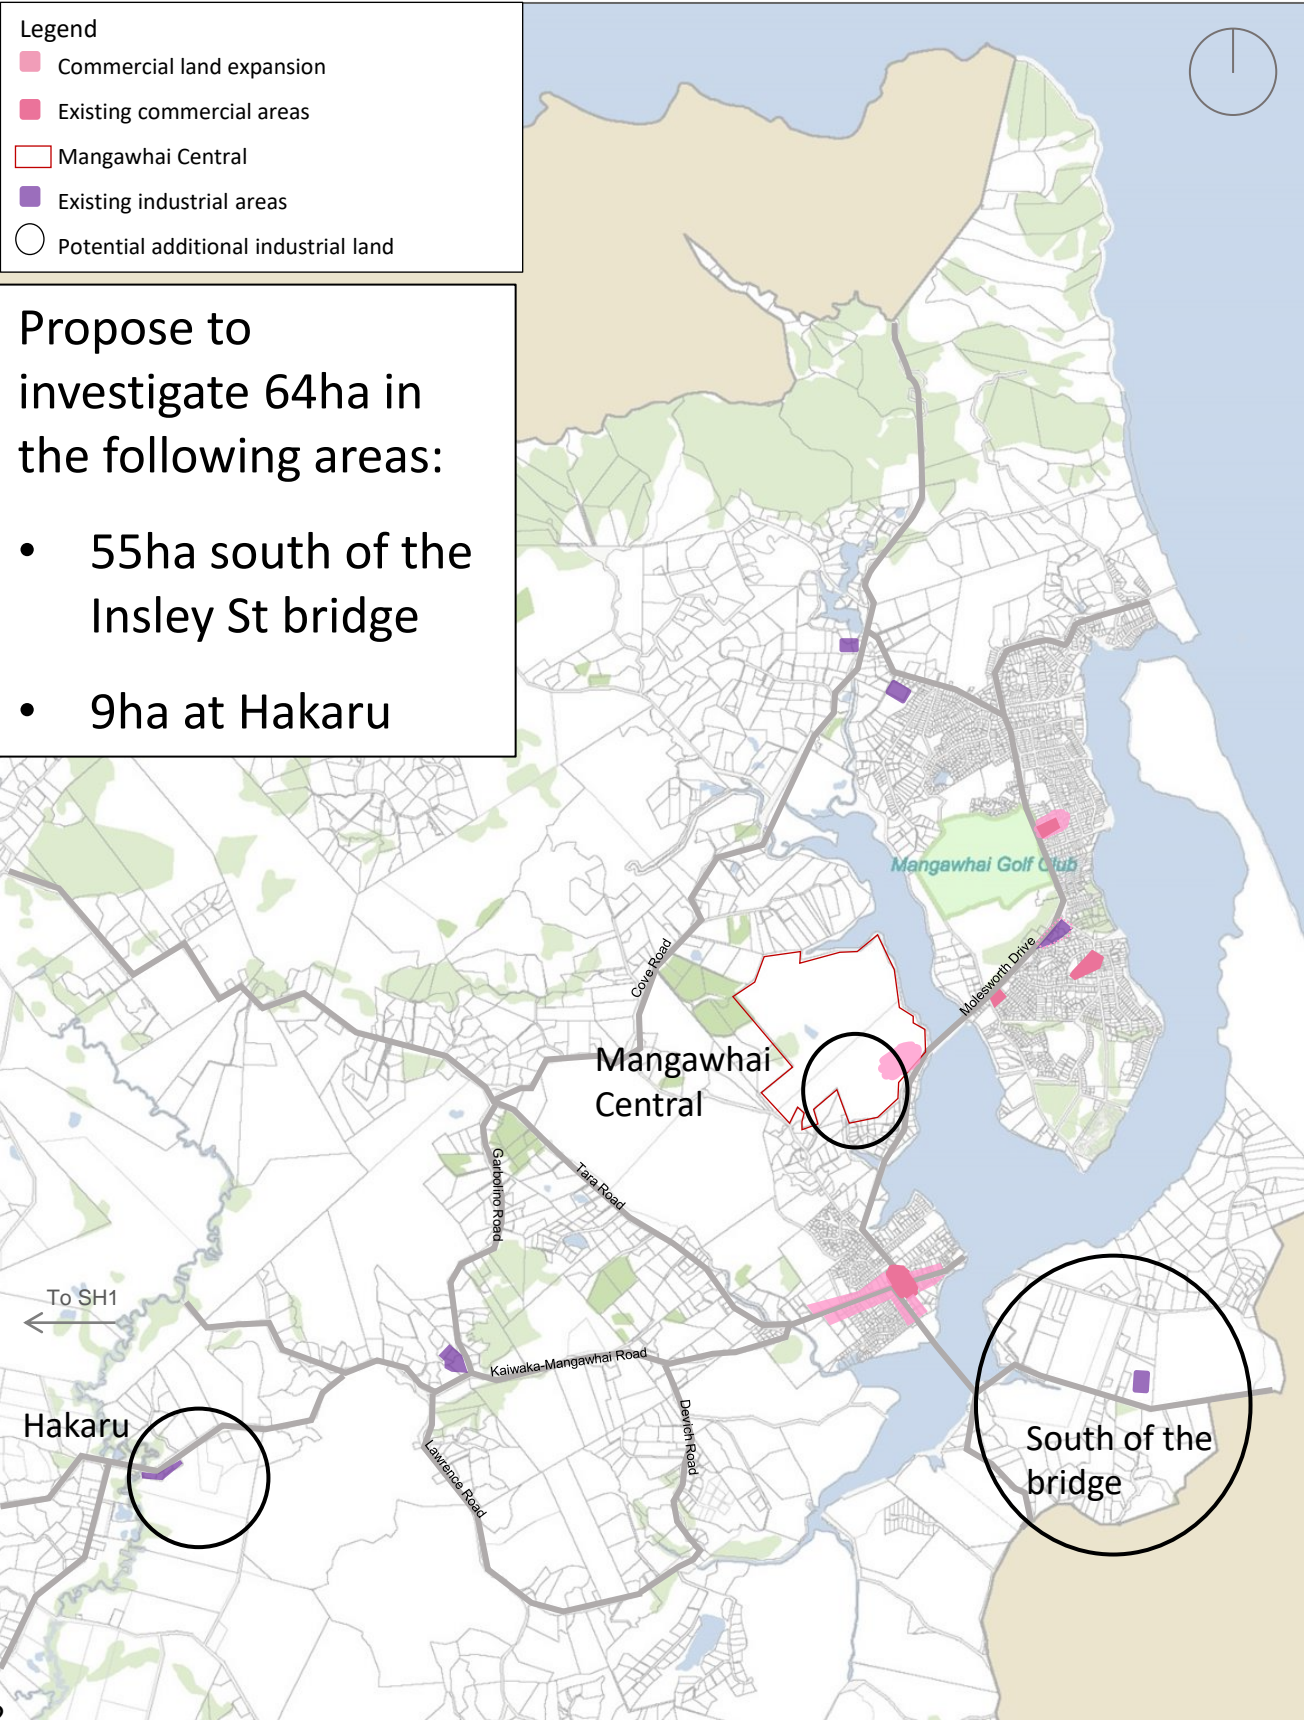 Legend
Commercial land expansion
Existing commercial areas
Mangawhai Central
Existing industrial areas
Potential additional industrial land
Propose to
investigate 64ha in
the following areas:
• 55ha south of the
Insley St bridge
• 9ha at Hakaru
Mangawhai Golf Club
Cove Road
Molesworth Drive
Mangawhai
Central
Garbolino Road
Tara Road
To SH1
Kaiwaka-Mangawhai Road
Hakaru
Devich Road
Lawrence Road
South of the
bridge